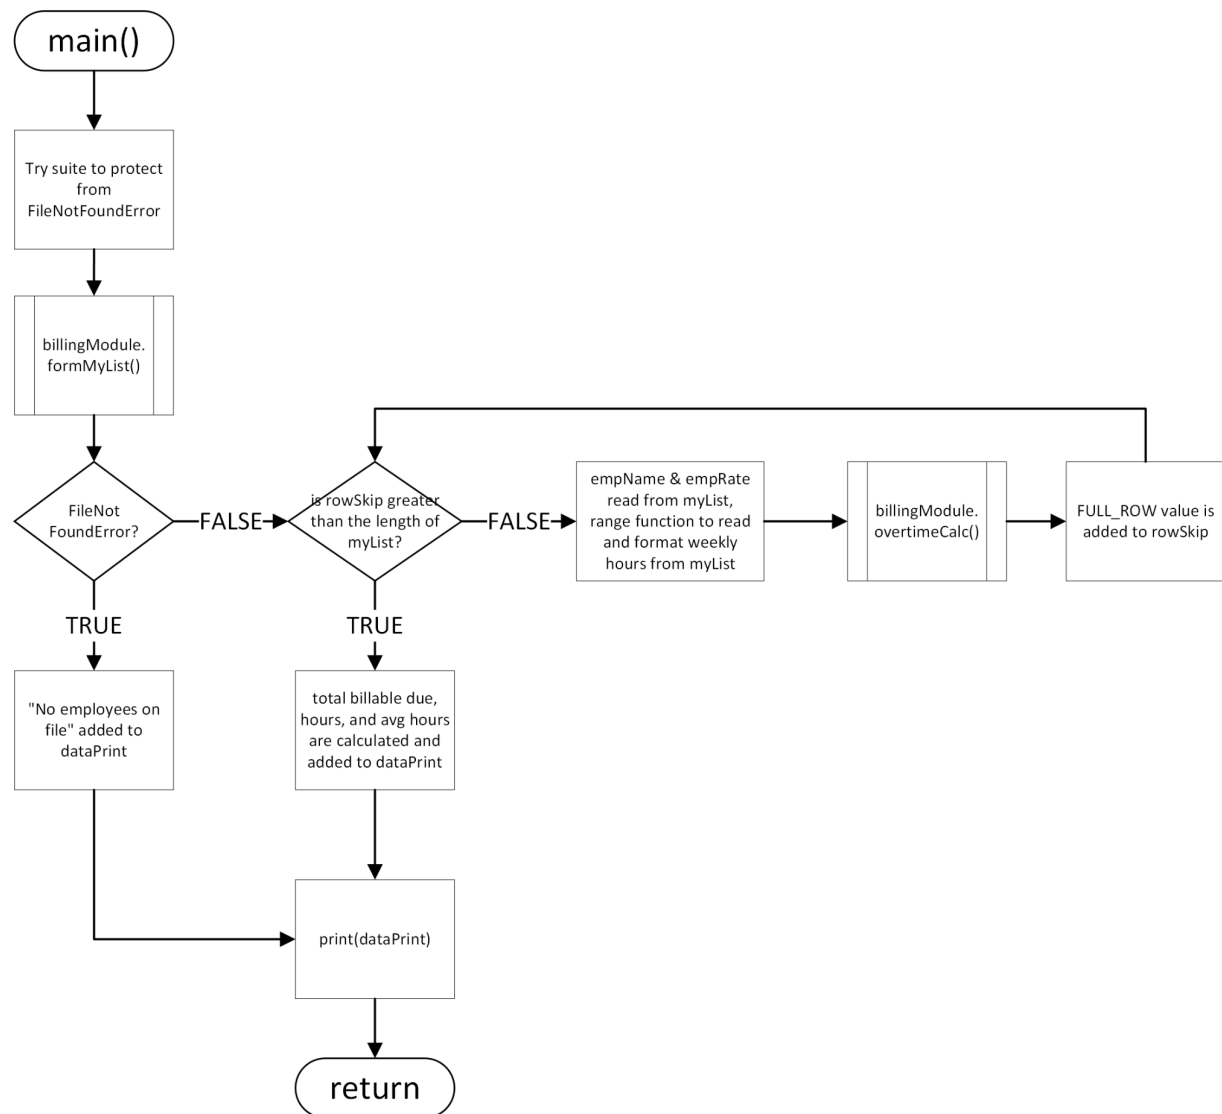 main()
Try suite to protect
from
FileNotFoundError
billingModule.
formMyList()
FileNot
FoundError?
FALSE
is rowSkip greater
than the length of
myList?
FALSE
empName & empRate
read from myList,
range function to read
and format weekly
hours from myList
billingModule.
overtimeCalc()
FULL_ROW value is
added to rowSkip
TRUE
TRUE
"No employees on
file" added to
dataPrint
total billable due,
hours, and avg hours
are calculated and
added to dataPrint
print(dataPrint)
return